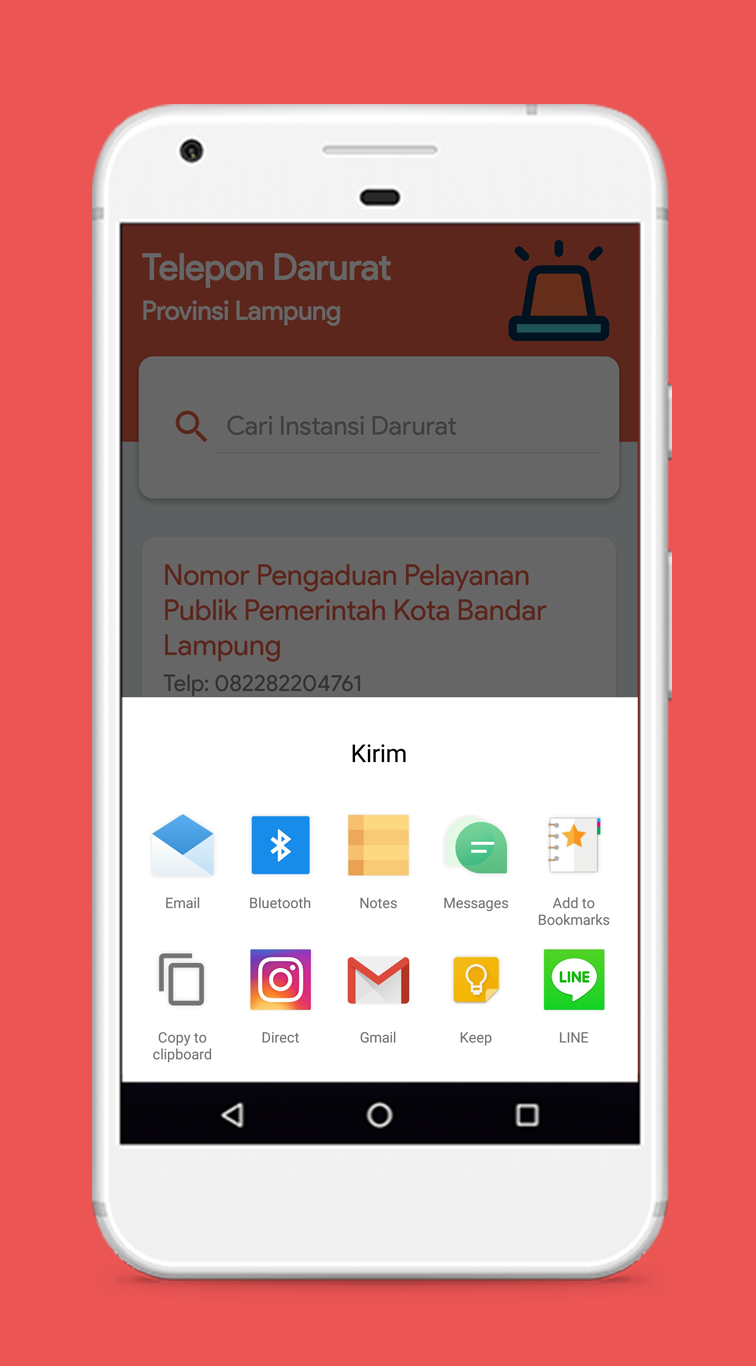 Telepon Darurat
Provinsi Lampung
Cari Instansi Darurat
Nomor Pengaduan Pelayanan
Publik Pemerintah Kota Bandar
Lampung
Telp: 082282204761
Kirim
Email
Bluetooth
Notes
Messages
Add to
Bookmarks
LINE
Copy to
clipboard
Direct
Gmail
Keep
LINE